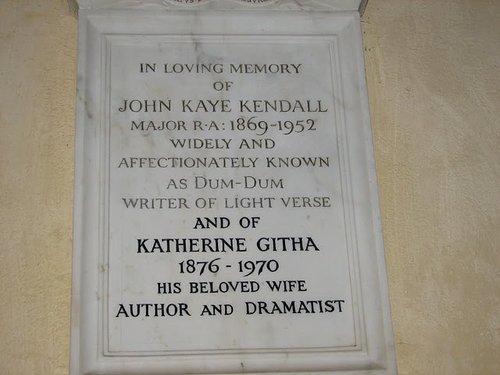 IN LOVING MEMORY
OF
JOHN KAYE KENDALL
MAJOR R·A: 1869-1952
WIDELY AND
AFFECTIONATELY KNOWN
AS DUM-DUM
WRITER OF LIGHT VERSE
AND OF
KATHERINE GITHA
1876 - 1970
HIS BELOVED WIFE
AUTHOR AND DRAMATIST